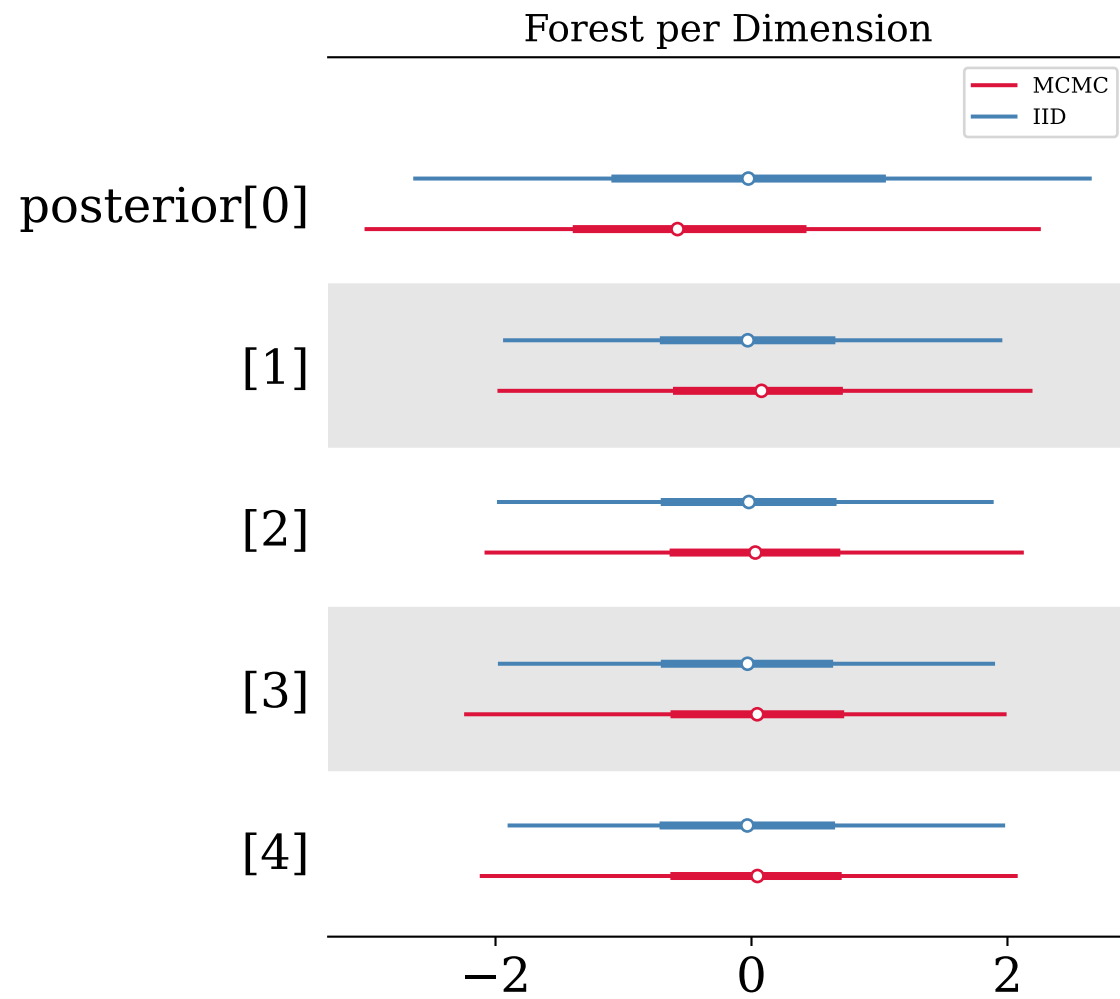 Forest per Dimension
MCMC
IID
posterior[0]
[1]
[2]
[3]
[4]
−2 0 2